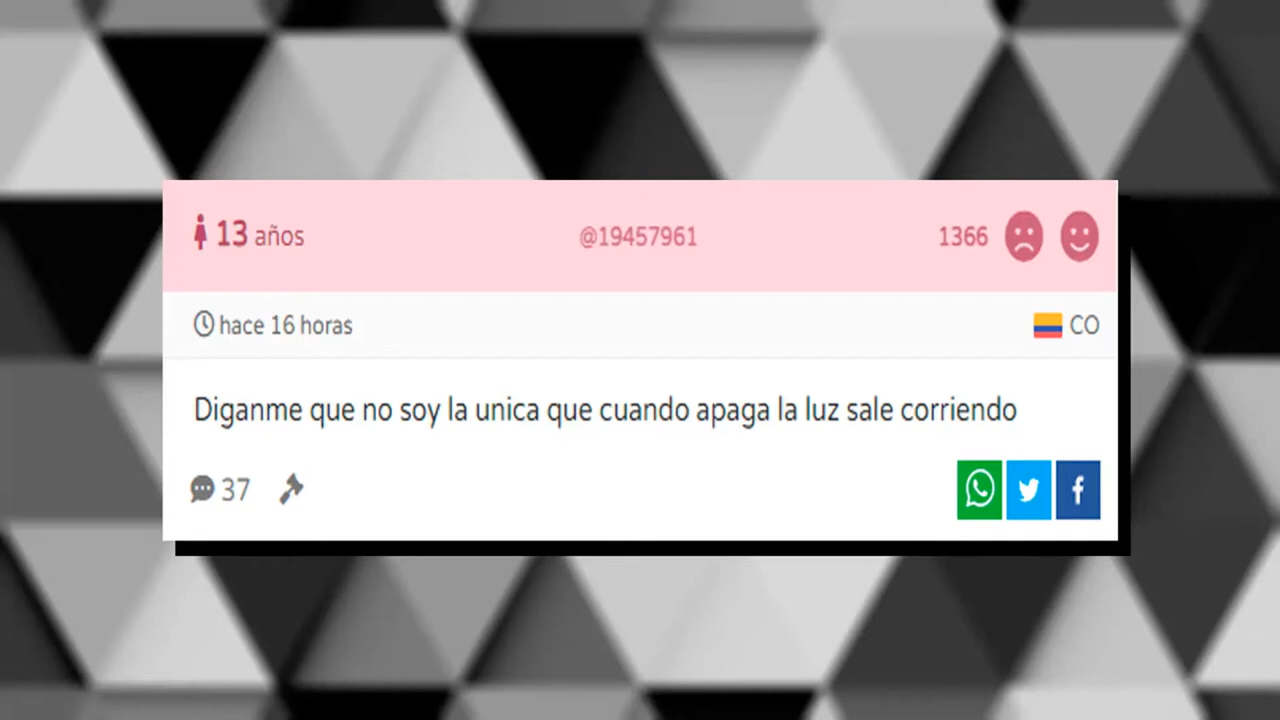 13 años @19457961 1366
hace 16 horas CO
Diganme que no soy la unica que cuando apaga la luz sale corriendo
37